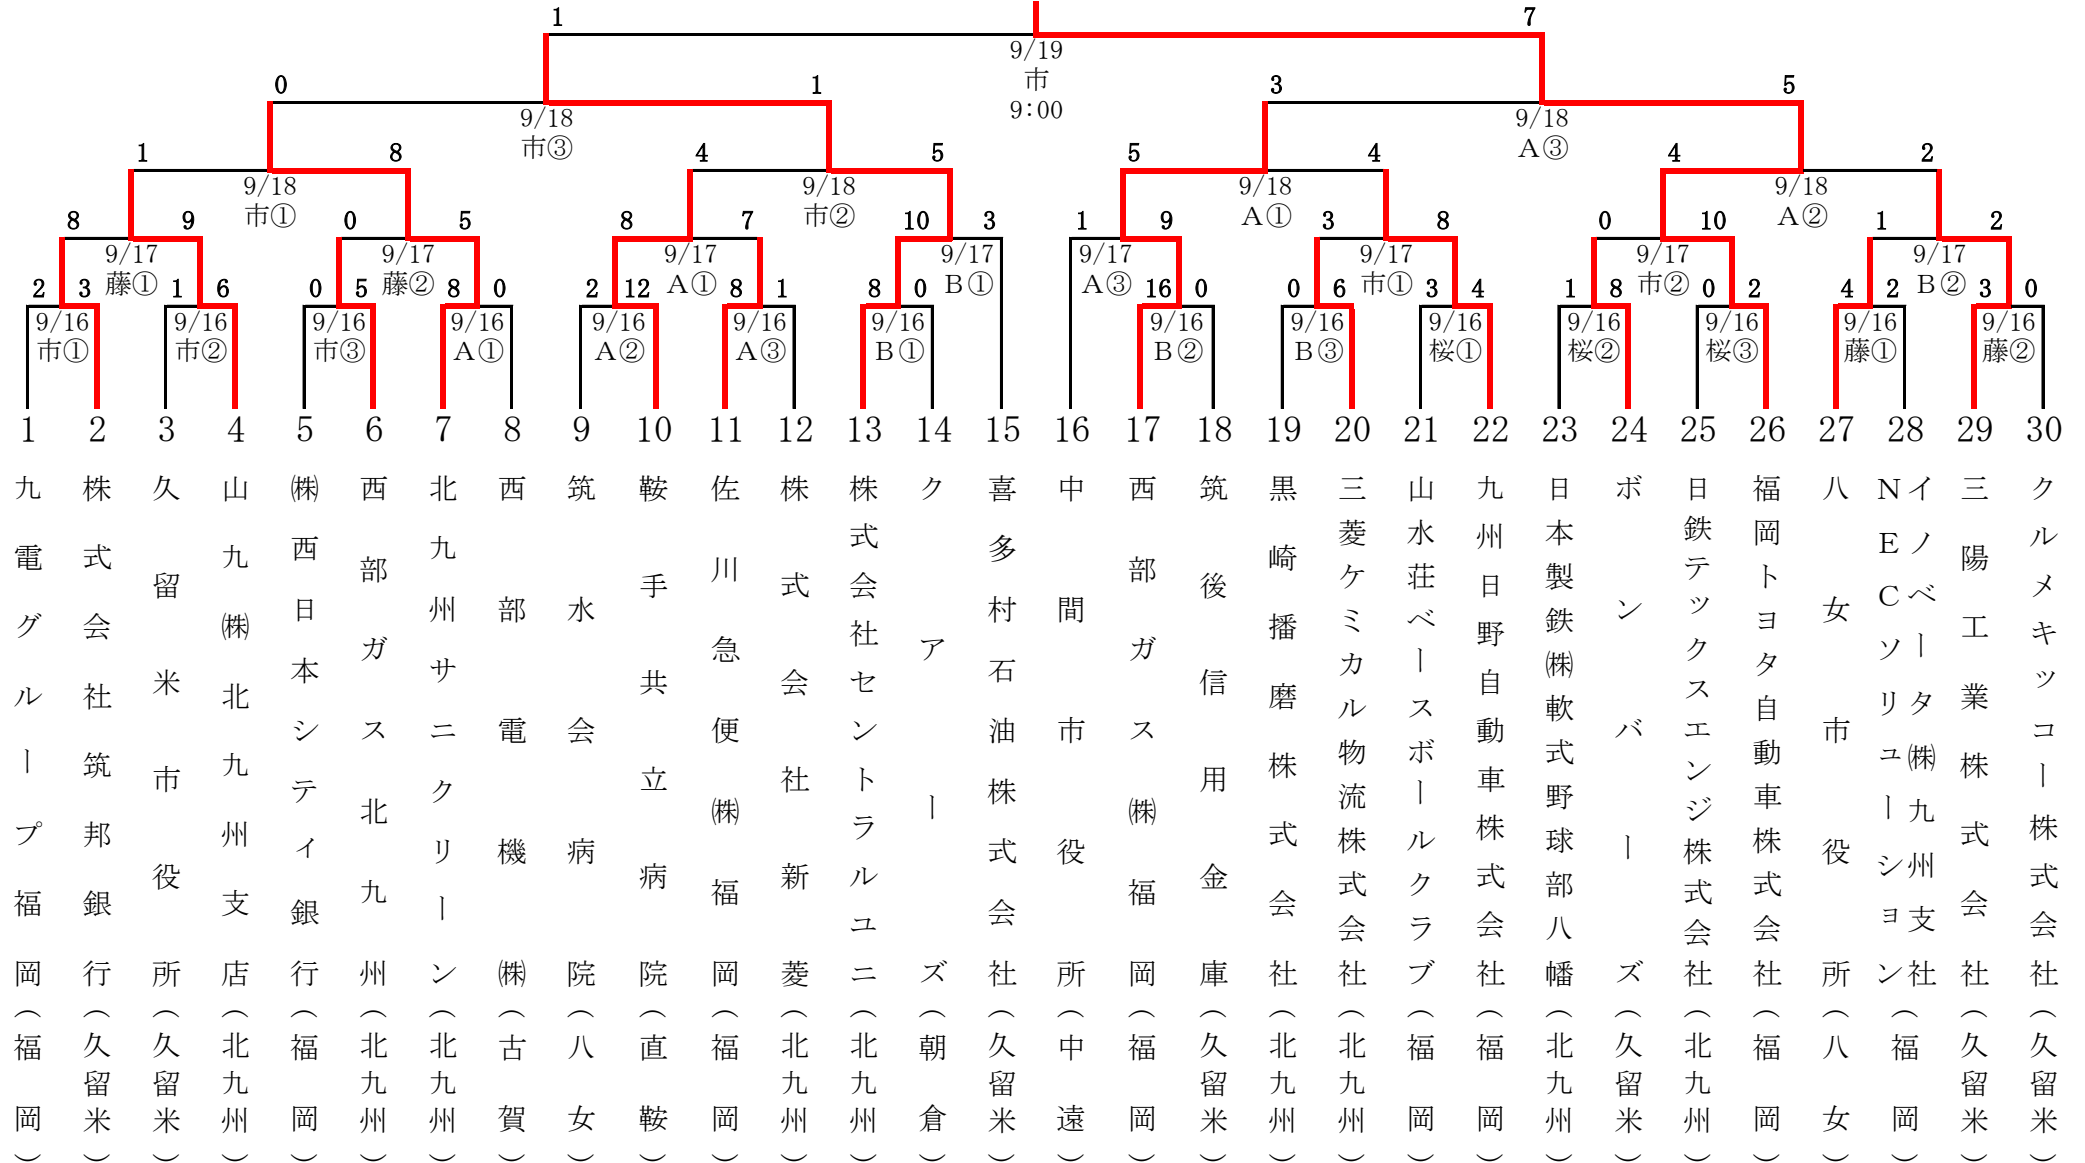 1 7
9/19
市
9:00
0 1 3 5
9/18 9/18
市③ A③
1 8 4 5 5 4 4 2
9/18 9/18 9/18 9/18
市① 市② A① A②
8 9 0 5 8 7 10 3 1 9 3 8 0 10 1 2
9/17 9/17 9/17 9/17 9/17 9/17 9/17 9/17
藤① 藤② A① B① A③ 市① 市② B②
2 3 1 6 0 5 8 0 2 12 8 1 8 0 16 0 0 6 3 4 1 8 0 2 4 2 3 0
9/16 9/16 9/16 9/16 9/16 9/16 9/16 9/16 9/16 9/16 9/16 9/16 9/16 9/16
市① 市② 市③ A① A② A③ B① B② B③ 桜① 桜② 桜③ 藤① 藤②
1 2 3 4 5 6 7 8 9 10 11 12 13 14 15 16 17 18 19 20 21 22 23 24 25 26 27 28 29 30
九電グループ福岡(福岡)
株式会社筑邦銀行(久留米)
久留米市役所(久留米)
山九㈱北九州支店(北九州)
㈱西日本シテイ銀行(福岡)
西部ガス北九州(北九州)
北九州サニクリーン(北九州)
西部電機㈱(古賀)
筑水会病院(八女)
鞍手共立病院(直鞍)
佐川急便㈱福岡(福岡)
株式会社新菱(北九州)
株式会社セントラルユニ(北九州)
クアーズ(朝倉)
喜多村石油株式会社(久留米)
中間市役所(中遠)
西部ガス㈱福岡(福岡)
筑後信用金庫(久留米)
黒崎播磨株式会社(北九州)
三菱ケミカル物流株式会社(北九州)
山水荘ベースボールクラブ(福岡)
九州日野自動車株式会社(福岡)
日本製鉄㈱軟式野球部八幡(北九州)
ボンバーズ(久留米)
日鉄テックスエンジ株式会社(北九州)
福岡トヨタ自動車株式会社(福岡)
八女市役所(八女)
NECソリューション
イノベータ㈱九州支社
(福岡)
三陽工業株式会社(久留米)
クルメキッコー株式会社(久留米)